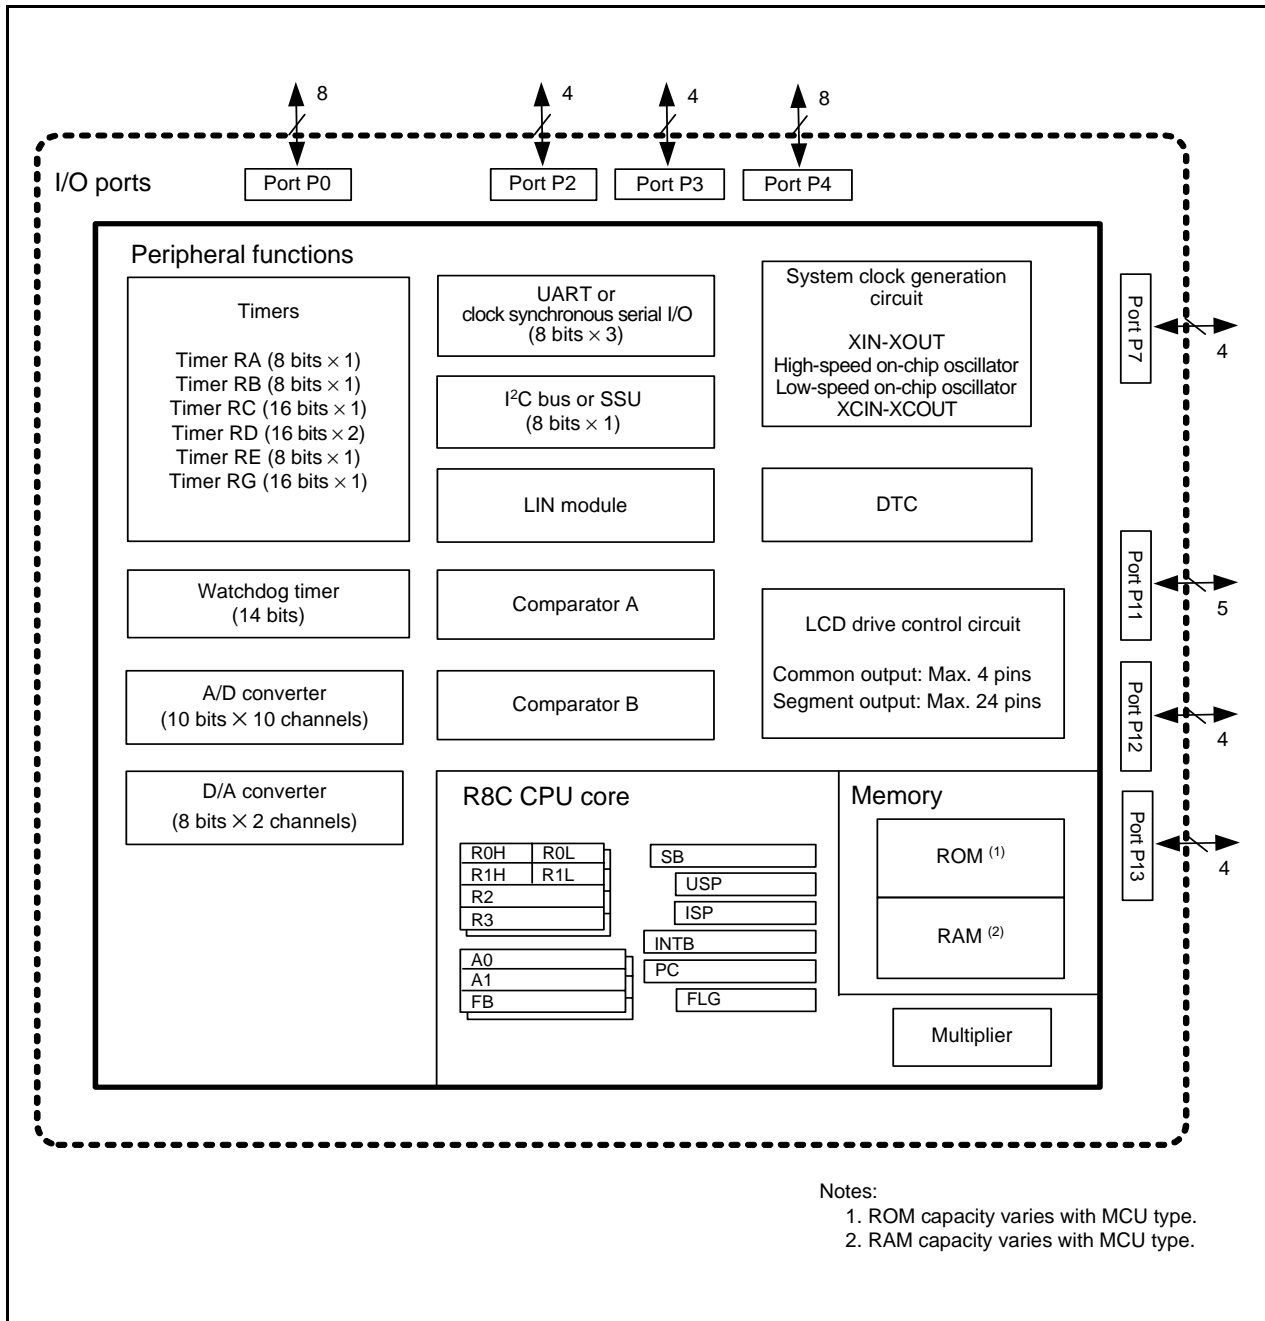 8
4
4
8
I/O ports
Port P0
Port P2
Port P3
Port P4
Peripheral functions
Timers
Timer RA (8 bits × 1)
Timer RB (8 bits × 1)
Timer RC (16 bits × 1)
Timer RD (16 bits × 2)
Timer RE (8 bits × 1)
Timer RG (16 bits × 1)
Watchdog timer
(14 bits)
A/D converter
(10 bits × 10 channels)
D/A converter
(8 bits × 2 channels)
UART or
clock synchronous serial I/O
(8 bits × 3)
I²C bus or SSU
(8 bits × 1)
LIN module
Comparator A
Comparator B
System clock generation
circuit
XIN-XOUT
High-speed on-chip oscillator
Low-speed on-chip oscillator
XCIN-XCOUT
DTC
LCD drive control circuit
Common output: Max. 4 pins
Segment output: Max. 24 pins
Port P7
4
Port P11
5
Port P12
4
Port P13
4
R8C CPU core
R0H R0L
R1H R1L
R2
R3
A0
A1
FB
SB
USP
ISP
INTB
PC
FLG
Memory
ROM (1)
RAM (2)
Multiplier
Notes:
1. ROM capacity varies with MCU type.
2. RAM capacity varies with MCU type.